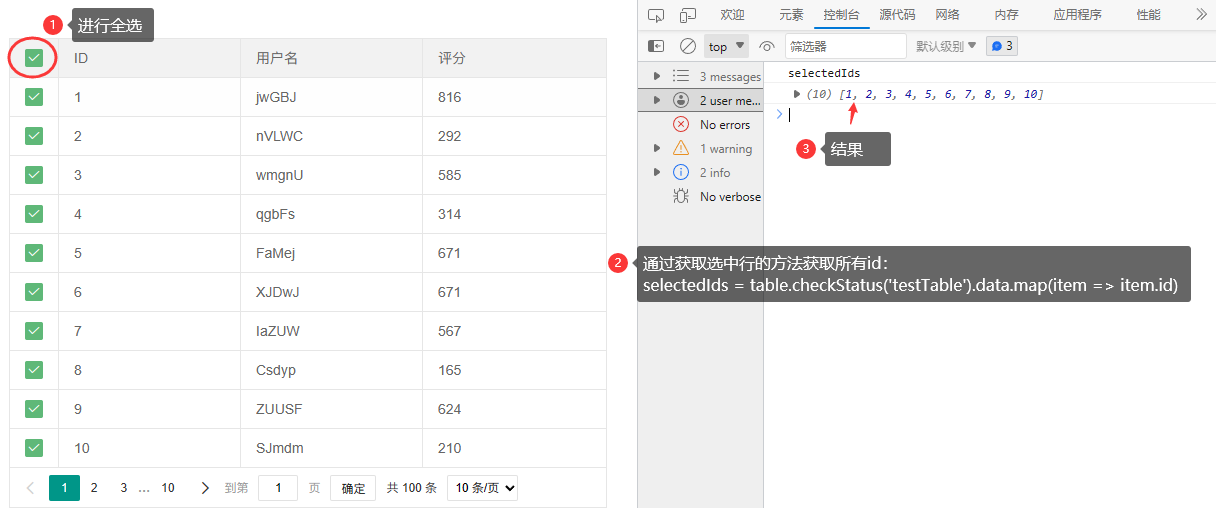 1 进行全选
ID 用户名 评分
1 jwGBJ 816
2 nVLWC 292
3 wmgnU 585
4 qgbFs 314
5 FaMej 671
6 XJDwJ 671
7 IaZUW 567
8 Csdyp 165
9 ZUUSF 624
10 SJmdm 210
1 2 3 … 10 到第 1 页 确定 共 100 条 10 条/页
欢迎 元素 控制台 源代码 网络 内存 应用程序 性能
top 筛选器 默认级别 3
3 messages
2 user me...
No errors
1 warning
2 info
No verbose
selectedIds
(10) [1, 2, 3, 4, 5, 6, 7, 8, 9, 10]
3 结果
2 通过获取选中行的方法获取所有id：
selectedIds = table.checkStatus('testTable').data.map(item => item.id)